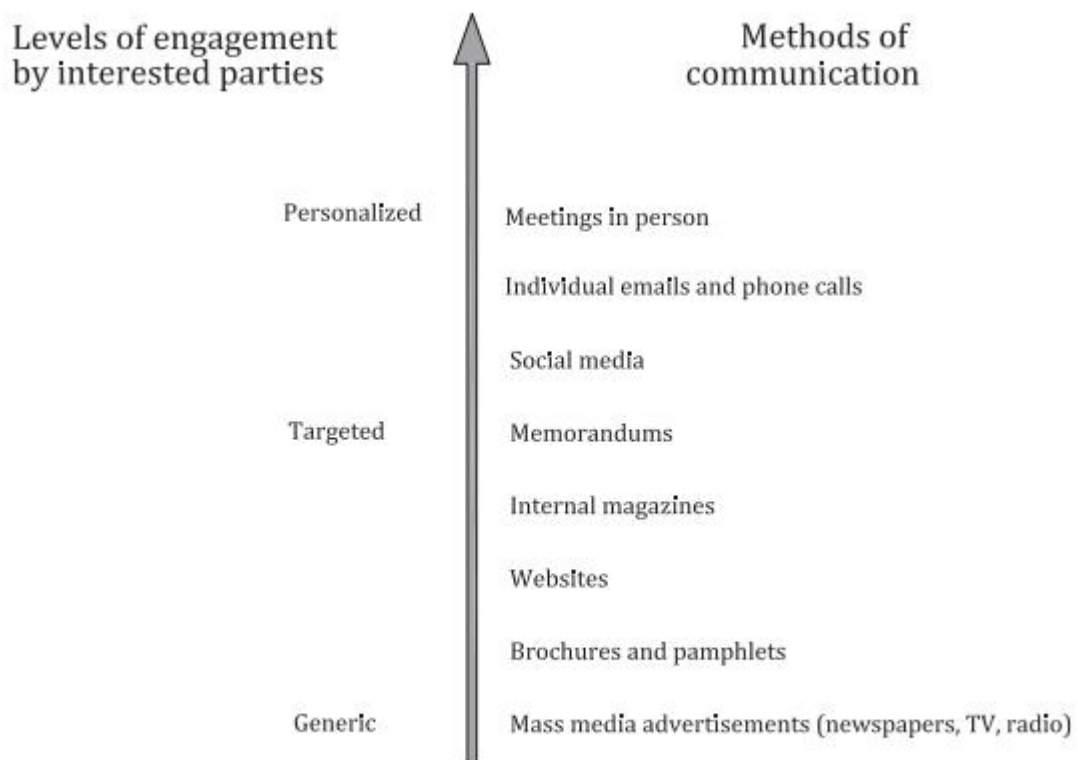 Levels of engagement
by interested parties
Methods of
communication
Personalized
Meetings in person
Individual emails and phone calls
Social media
Targeted
Memorandums
Internal magazines
Websites
Brochures and pamphlets
Generic
Mass media advertisements (newspapers, TV, radio)